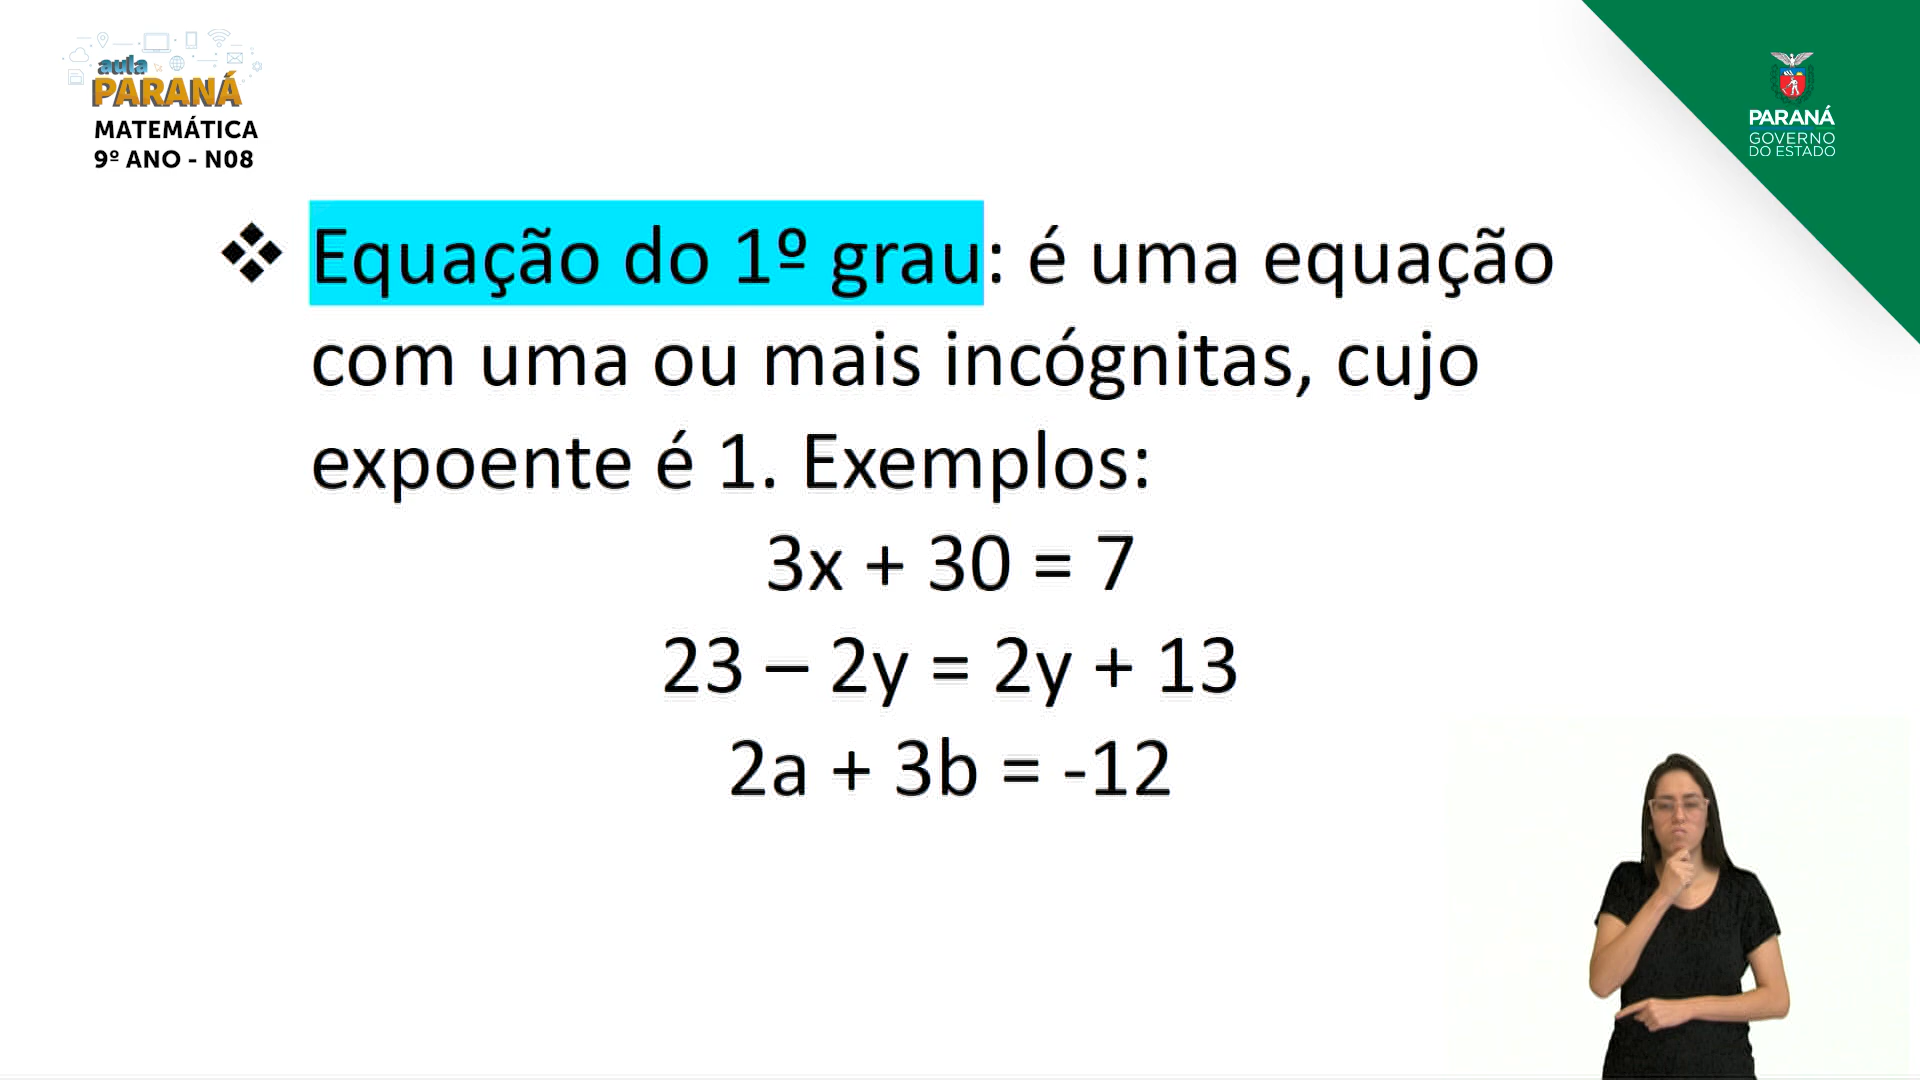 aula
PARANÁ
MATEMÁTICA
9º ANO - N08
PARANÁ
GOVERNO
DO ESTADO
❖ Equação do 1º grau: é uma equação
com uma ou mais incógnitas, cujo
expoente é 1. Exemplos:
3x + 30 = 7
23 – 2y = 2y + 13
2a + 3b = -12